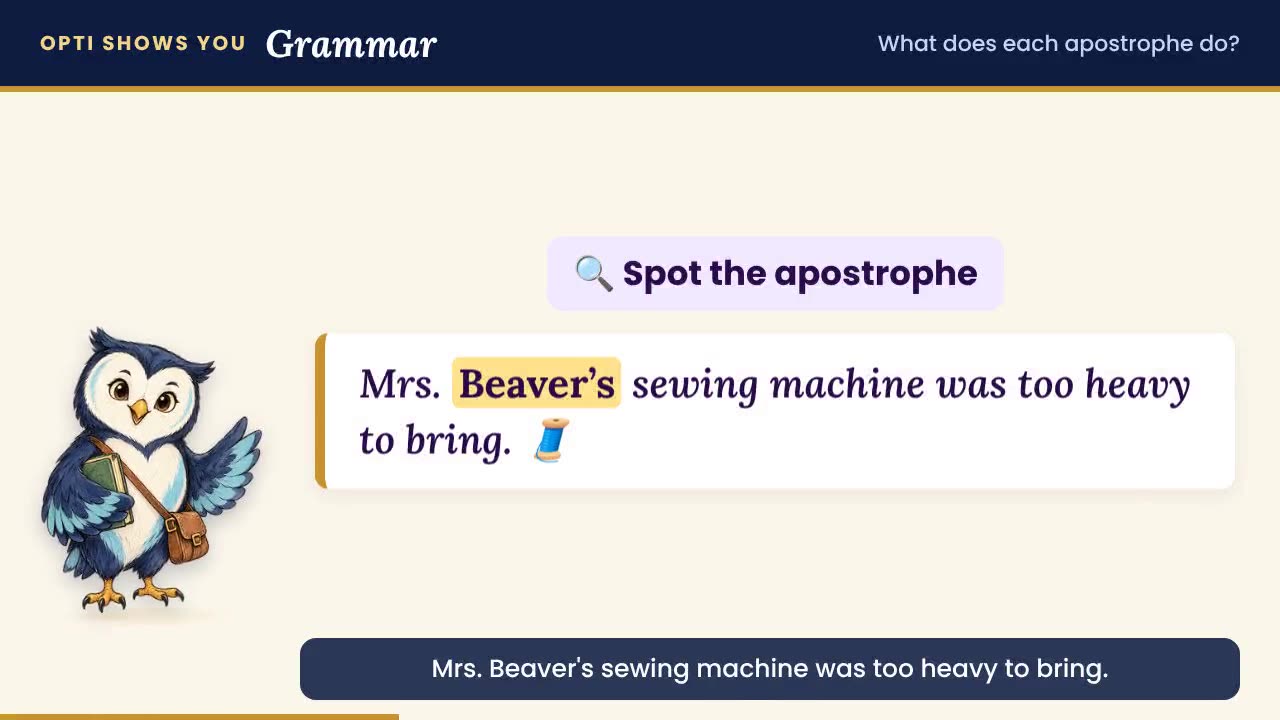 OPTI SHOWS YOU Grammar
What does each apostrophe do?
🔍 Spot the apostrophe
Mrs. Beaver’s sewing machine was too heavy
to bring. 🧵
Mrs. Beaver's sewing machine was too heavy to bring.